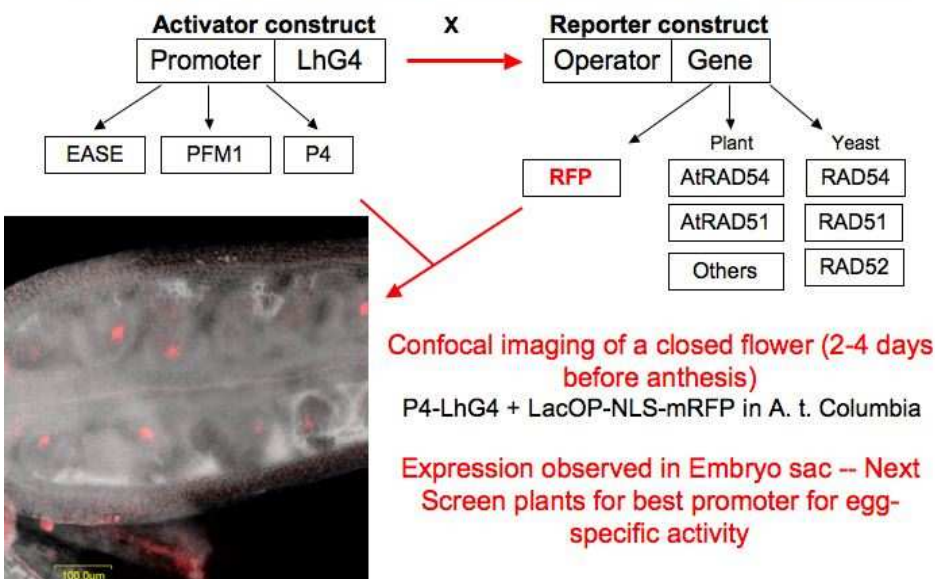 Activator construct
X
Reporter construct
Promoter
LhG4
Operator
Gene
EASE
PFM1
P4
RFP
Plant
AtRAD54
AtRAD51
Others
Yeast
RAD54
RAD51
RAD52
Confocal imaging of a closed flower (2-4 days
before anthesis)
P4-LhG4 + LacOP-NLS-mRFP in A. t. Columbia
Expression observed in Embryo sac -- Next
Screen plants for best promoter for egg-
specific activity
100.0um